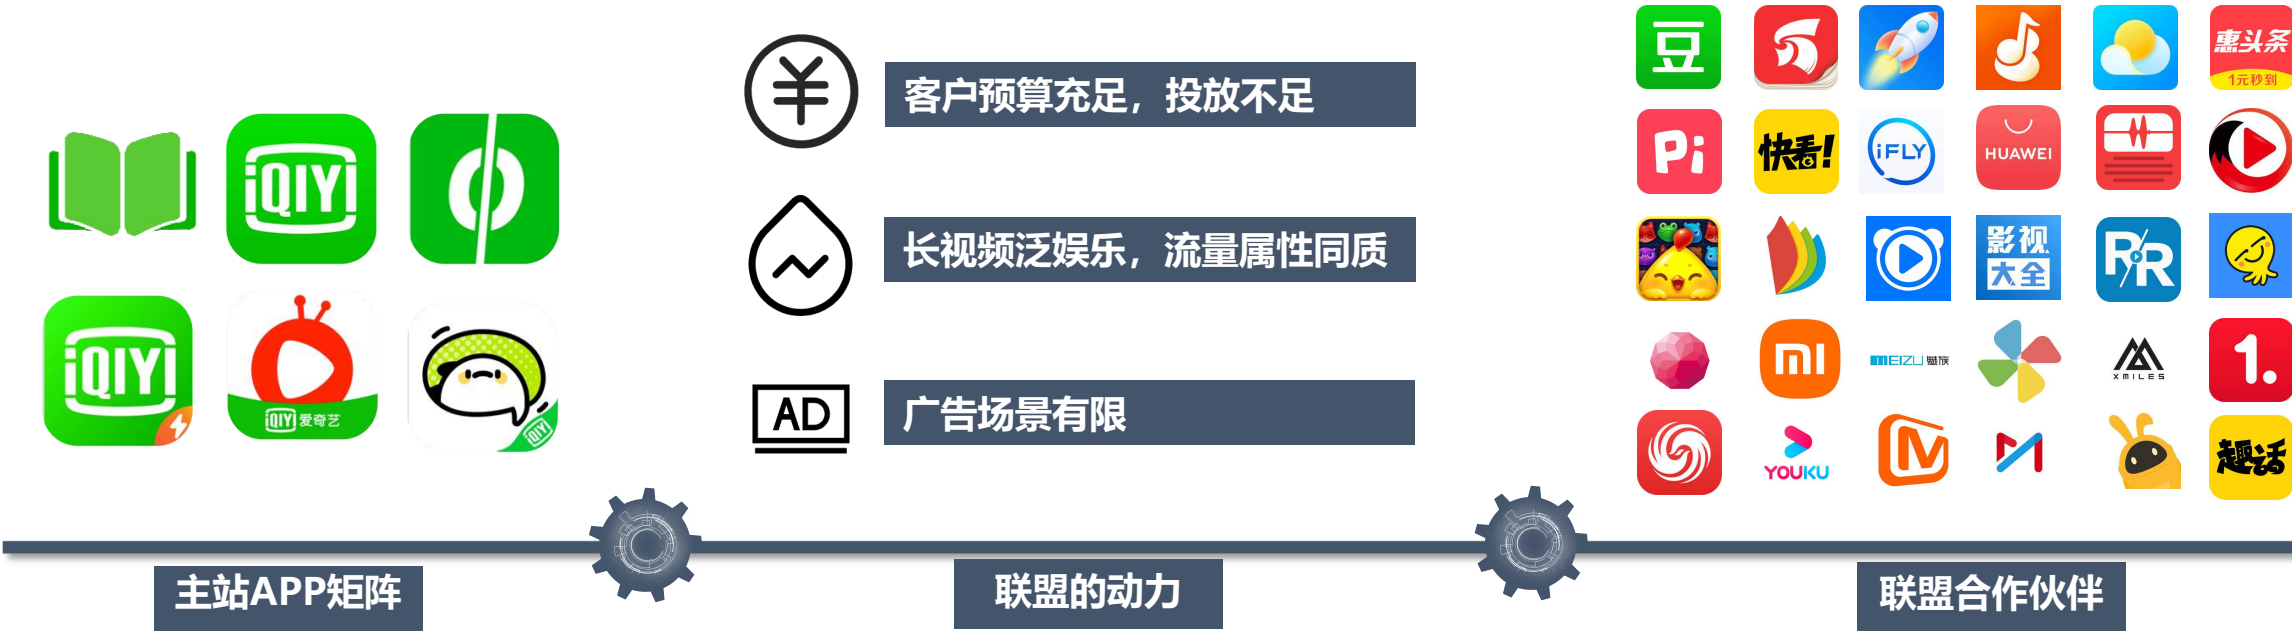 iQIYI
iQIYI
iQIYI 爱奇艺
iQIYI
主站APP矩阵
¥
客户预算充足，投放不足
长视频泛娱乐，流量属性同质
AD
广告场景有限
联盟的动力
豆
惠头条
1元秒到
Pi
快看!
iFLY
HUAWEI
影视
大全
R/R
mi
MEIZU 魅族
XMILES
1.
YOUKU
趣话
联盟合作伙伴